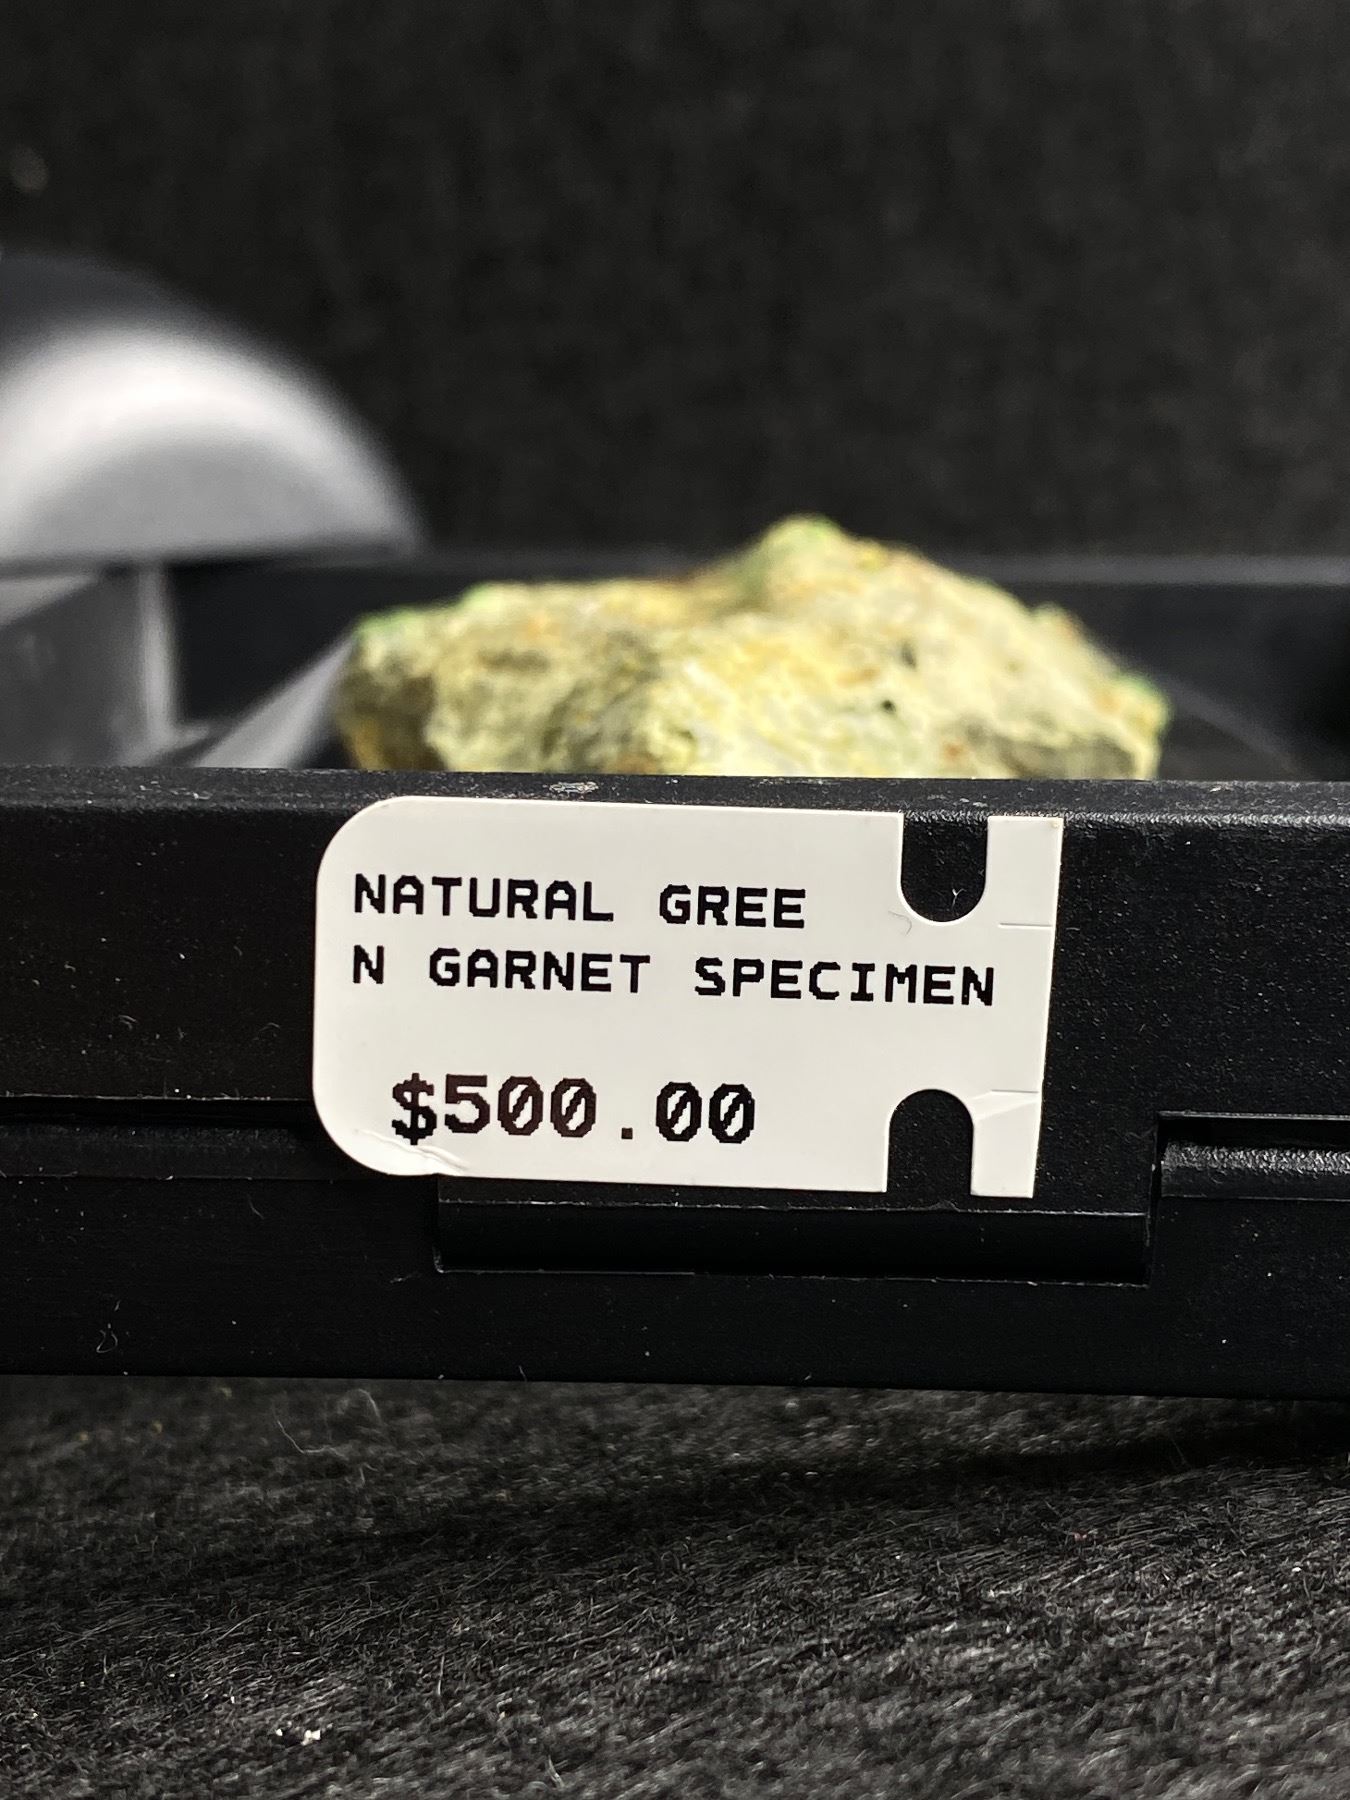 NATURAL GREE
N GARNET SPECIMEN
$500.00